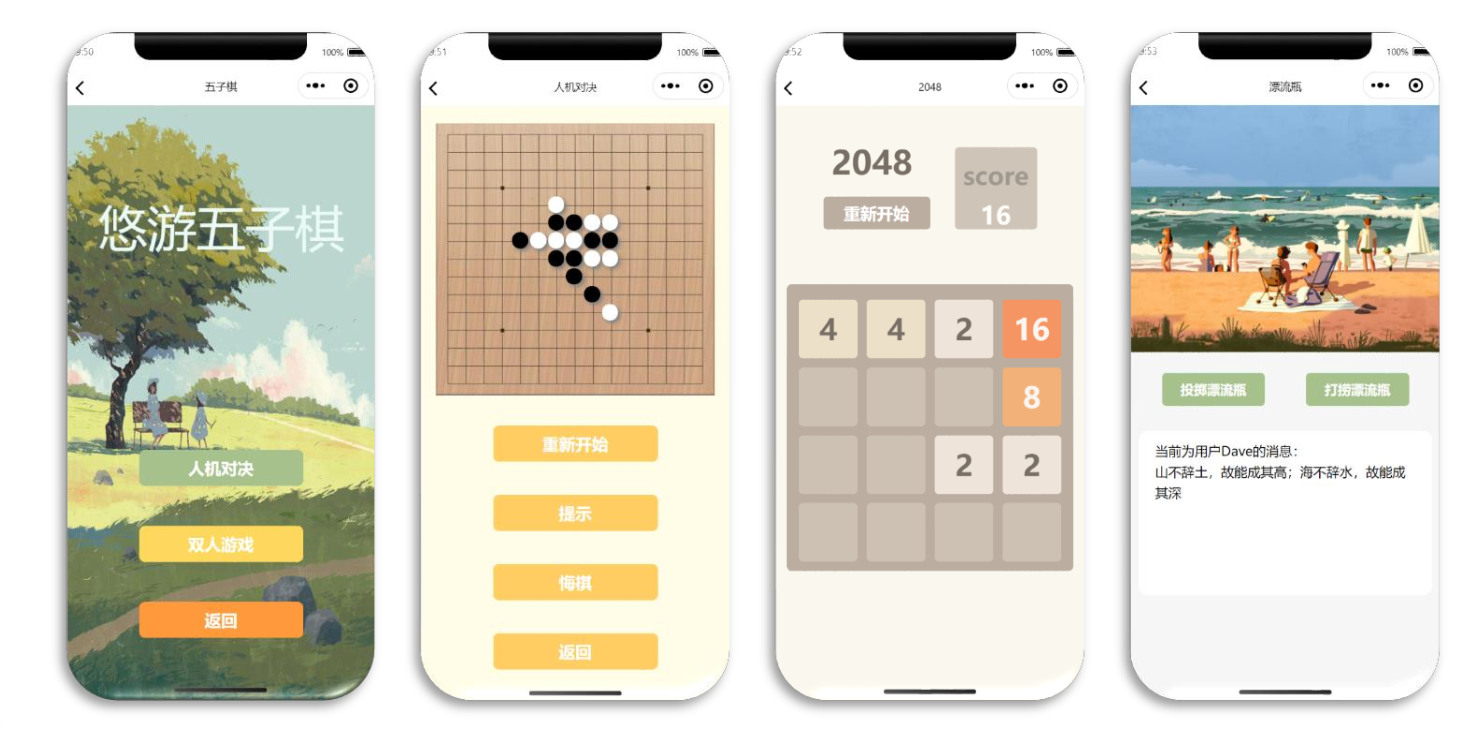 9:50
100%
五子棋
悠游五子棋
人机对决
双人游戏
返回
9:51
100%
人机对决
重新开始
提示
悔棋
返回
9:52
100%
2048
2048
重新开始
score
16
4 4 2 16
8
2 2
9:53
100%
漂流瓶
投掷漂流瓶
打捞漂流瓶
当前为用户Dave的消息：
山不辞土，故能成其高；海不辞水，故能成
其深